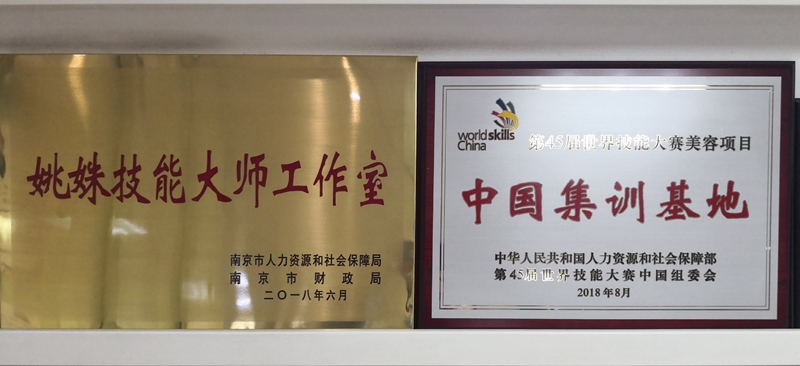 姚姝技能大师工作室
南京市人力资源和社会保障局
南京市财政局
二〇一八年六月
worldskills
China
第45届世界技能大赛美容项目
中国集训基地
中华人民共和国人力资源和社会保障部
第45届世界技能大赛中国组委会
2018年8月